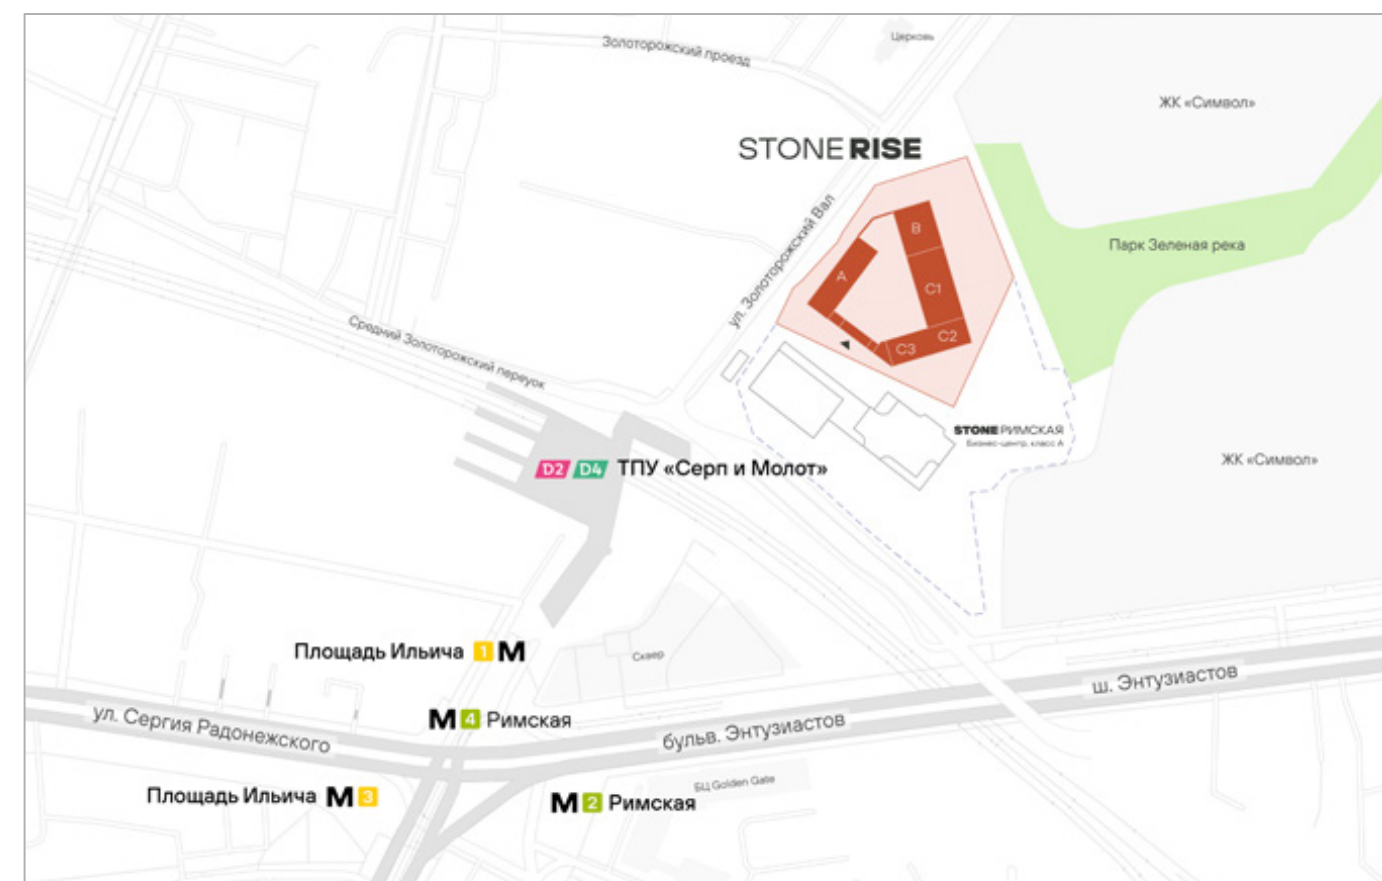 Золоторожский проезд
Церковь
ЖК «Символ»
STONE RISE
ул. Золоторожский Вал
B
A
C1
C2
C3
Парк Зеленая река
Средний Золоторожский переуок
STONE РИМСКАЯ
Бизнес-центр, класс А
ЖК «Символ»
D2 D4 ТПУ «Серп и Молот»
Площадь Ильича 1 М
Сквер
ш. Энтузиастов
М 4 Римская
ул. Сергия Радонежского
бульв. Энтузиастов
БЦ Golden Gate
Площадь Ильича М 3
М 2 Римская